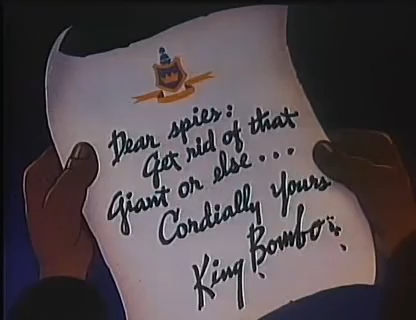 Dear spies:
Get rid of that
Giant or else...
Cordially Yours
King Bombo